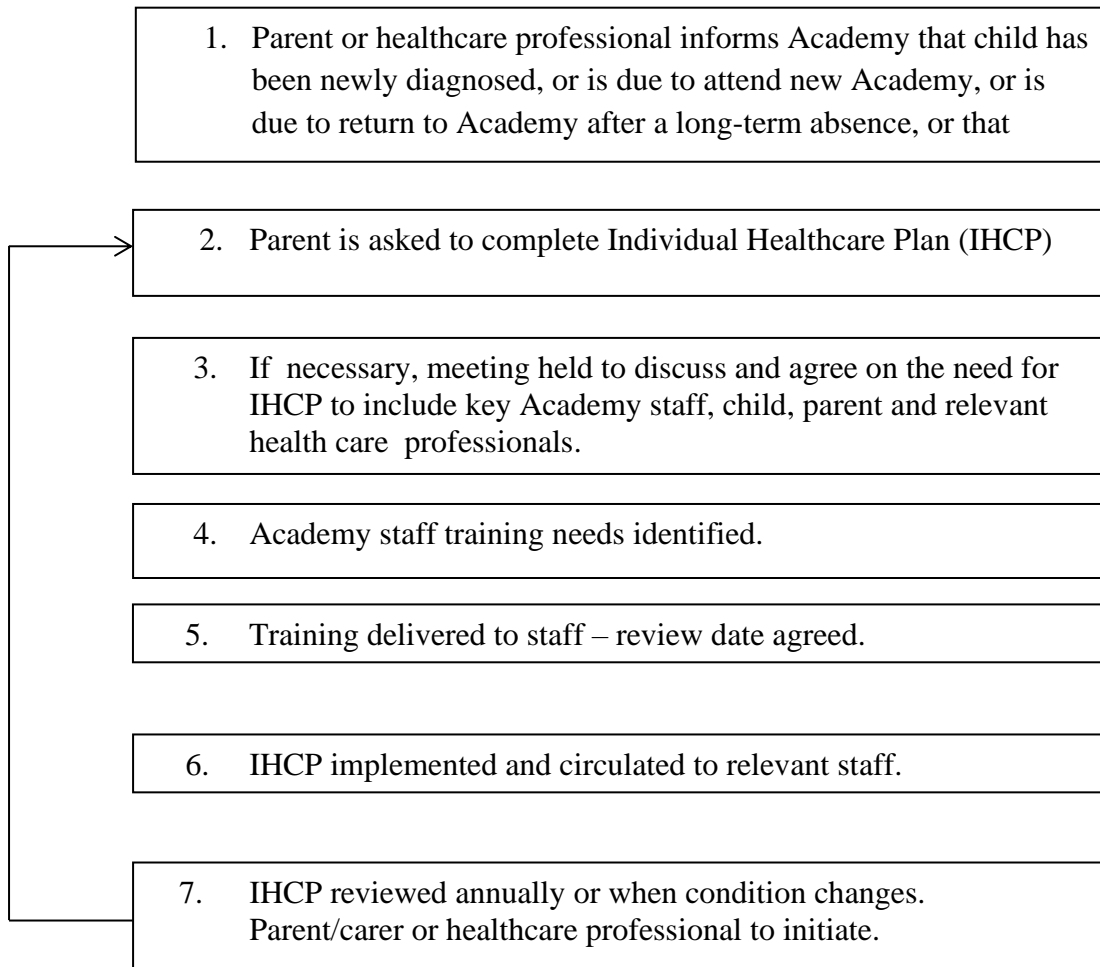 1. Parent or healthcare professional informs Academy that child has
been newly diagnosed, or is due to attend new Academy, or is
due to return to Academy after a long-term absence, or that
2. Parent is asked to complete Individual Healthcare Plan (IHCP)
3. If necessary, meeting held to discuss and agree on the need for
IHCP to include key Academy staff, child, parent and relevant
health care professionals.
4. Academy staff training needs identified.
5. Training delivered to staff – review date agreed.
6. IHCP implemented and circulated to relevant staff.
7. IHCP reviewed annually or when condition changes.
Parent/carer or healthcare professional to initiate.